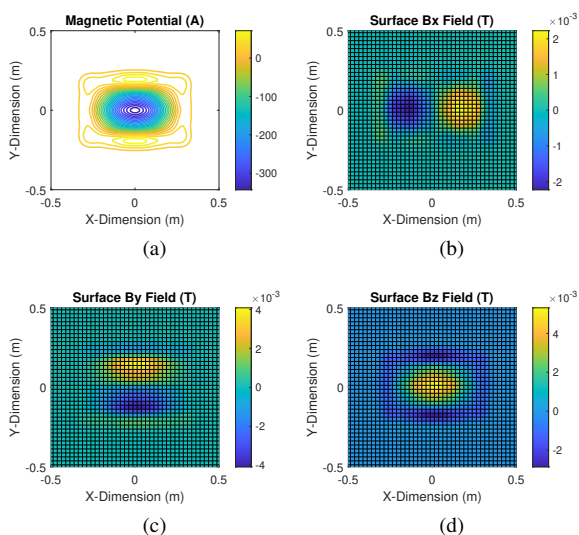 Magnetic Potential (A)
0.5
0
-0.5
-0.5 0 0.5
X-Dimension (m)
Y-Dimension (m)
0
-100
-200
-300
(a)
Surface Bx Field (T)
×10⁻³
0.5
0
-0.5
-0.5 0 0.5
X-Dimension (m)
Y-Dimension (m)
2
1
0
-1
-2
(b)
Surface By Field (T)
×10⁻³
0.5
0
-0.5
-0.5 0 0.5
X-Dimension (m)
Y-Dimension (m)
4
2
0
-2
-4
(c)
Surface Bz Field (T)
×10⁻³
0.5
0
-0.5
-0.5 0 0.5
X-Dimension (m)
Y-Dimension (m)
4
2
0
-2
(d)